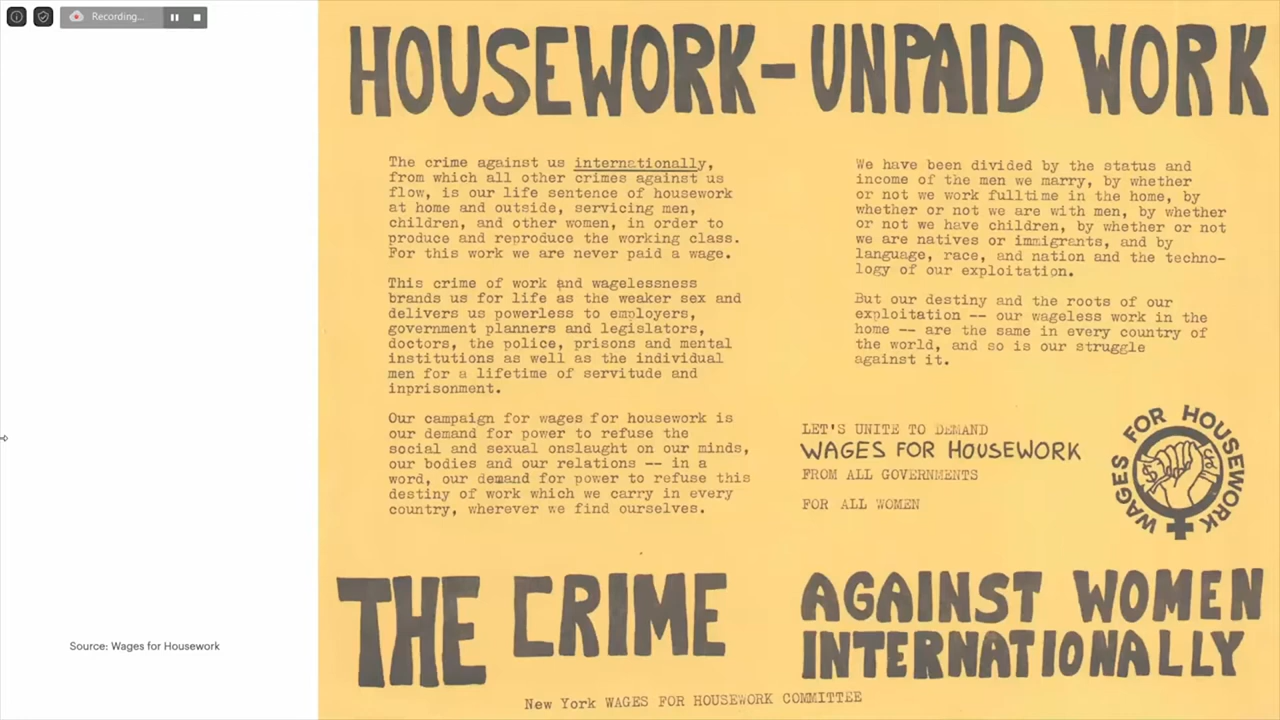 Recording...
HOUSEWORK-UNPAID WORK
The crime against us internationally,
from which all other crimes against us
flow, is our life sentence of housework
at home and outside, servicing men,
children, and other women, in order to
produce and reproduce the working class.
For this work we are never paid a wage.
This crime of work and wagelessness
brands us for life as the weaker sex and
delivers us powerless to employers,
government planners and legislators,
doctors, the police, prisons and mental
institutions as well as the individual
men for a lifetime of servitude and
inprisonment.
Our campaign for wages for housework is
our demand for power to refuse the
social and sexual onslaught on our minds,
our bodies and our relations -- in a
word, our demand for power to refuse this
destiny of work which we carry in every
country, wherever we find ourselves.
We have been divided by the status and
income of the men we marry, by whether
or not we work fulltime in the home, by
whether or not we are with men, by whether
or not we have children, by whether or not
we are natives or immigrants, and by
language, race, and nation and the techno-
logy of our exploitation.
But our destiny and the roots of our
exploitation -- our wageless work in the
home -- are the same in every country of
the world, and so is our struggle
against it.
LET'S UNITE TO DEMAND
WAGES FOR HOUSEWORK
FROM ALL GOVERNMENTS
FOR ALL WOMEN
WAGES FOR HOUSEWORK
THE CRIME
AGAINST WOMEN
INTERNATIONALLY
New York WAGES FOR HOUSEWORK COMMITTEE
Source: Wages for Housework